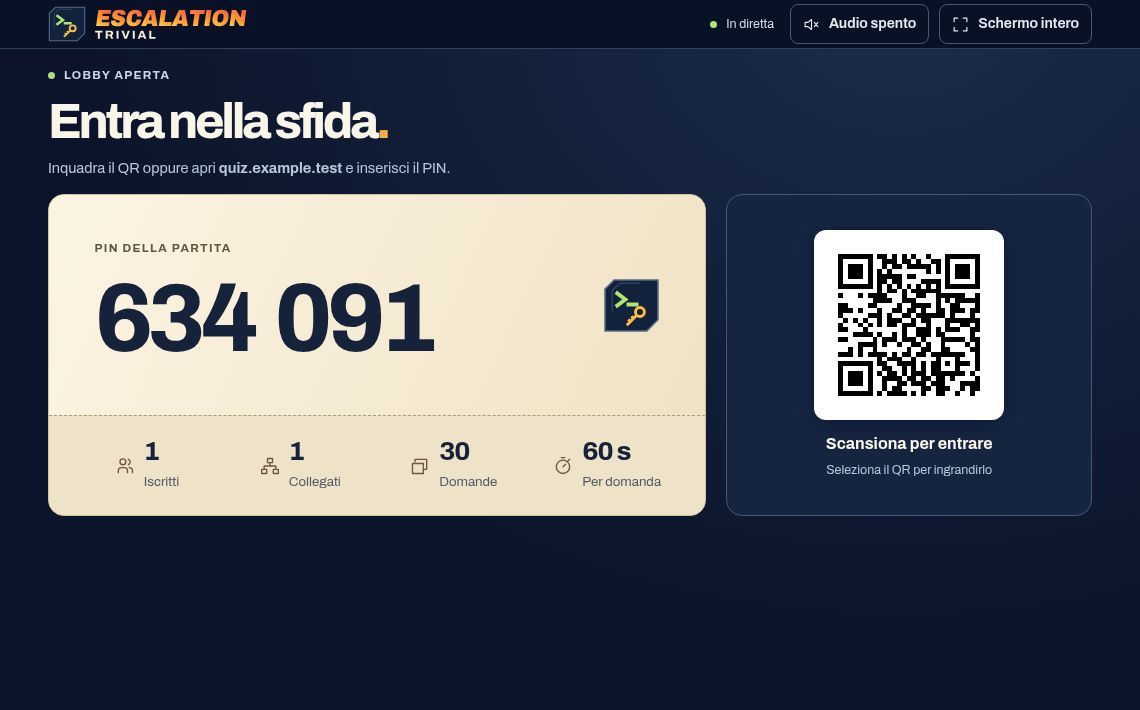 ESCALATION
TRIVIAL
In diretta
Audio spento
Schermo intero
LOBBY APERTA
Entra nella sfida.
Inquadra il QR oppure apri quiz.example.test e inserisci il PIN.
PIN DELLA PARTITA
634 091
1
Iscritti
1
Collegati
30
Domande
60 s
Per domanda
Scansiona per entrare
Seleziona il QR per ingrandirlo